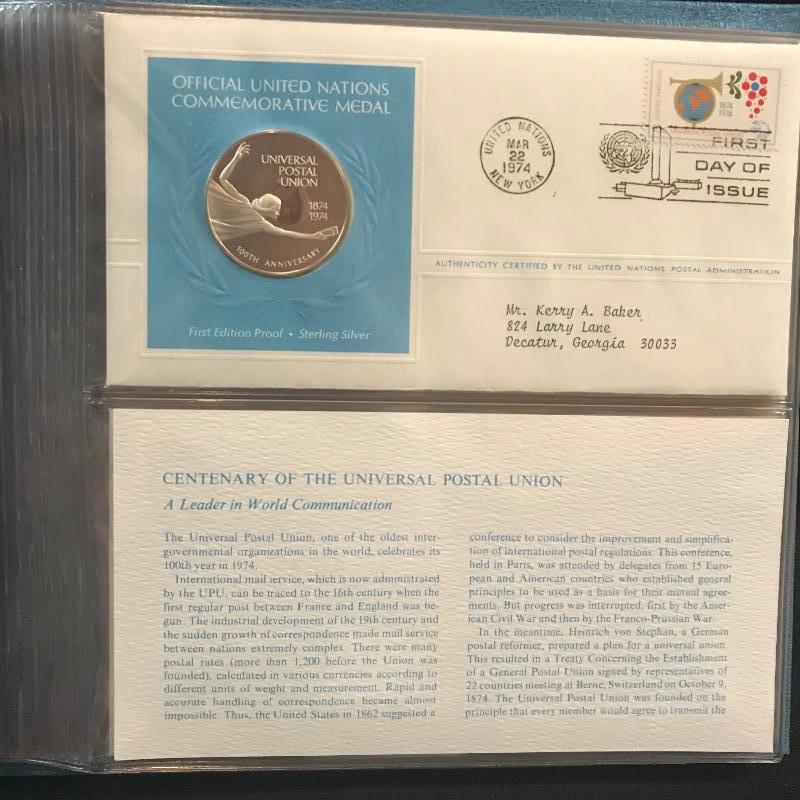 OFFICIAL UNITED NATIONS
COMMEMORATIVE MEDAL
UNIVERSAL
POSTAL
UNION
1874
1974
100TH ANNIVERSARY
First Edition Proof • Sterling Silver
UNITED NATIONS
MAR
22
1974
NEW YORK
UNITED NATIONS
1874
1974
FIRST
DAY OF
ISSUE
AUTHENTICITY CERTIFIED BY THE UNITED NATIONS POSTAL ADMINISTRATION
Mr. Kerry A. Baker
824 Larry Lane
Decatur, Georgia 30033
CENTENARY OF THE UNIVERSAL POSTAL UNION
A Leader in World Communication
The Universal Postal Union, one of the oldest inter-
governmental organizations in the world, celebrates its
100th year in 1974.
International mail service, which is now administrated
by the UPU, can be traced to the 16th century when the
first regular post between France and England was be-
gun. The industrial development of the 19th century and
the sudden growth of correspondence made mail service
between nations extremely complex. There were many
postal rates (more than 1,200 before the Union was
founded), calculated in various currencies according to
different units of weight and measurement. Rapid and
accurate handling of correspondence became almost
impossible. Thus, the United States in 1862 suggested a
conference to consider the improvement and simplifica-
tion of international postal regulations. This conference,
held in Paris, was attended by delegates from 15 Euro-
pean and American countries who established general
principles to be used as a basis for their mutual agree-
ments. But progress was interrupted, first by the Amer-
ican Civil War and then by the Franco-Prussian War.
In the meantime, Heinrich von Stephan, a German
postal reformer, prepared a plan for a universal union.
This resulted in a Treaty Concerning the Establishment
of a General Postal Union signed by representatives of
22 countries meeting at Berne, Switzerland on October 9,
1874. The Universal Postal Union was founded on the
principle that every member would agree to transmit the